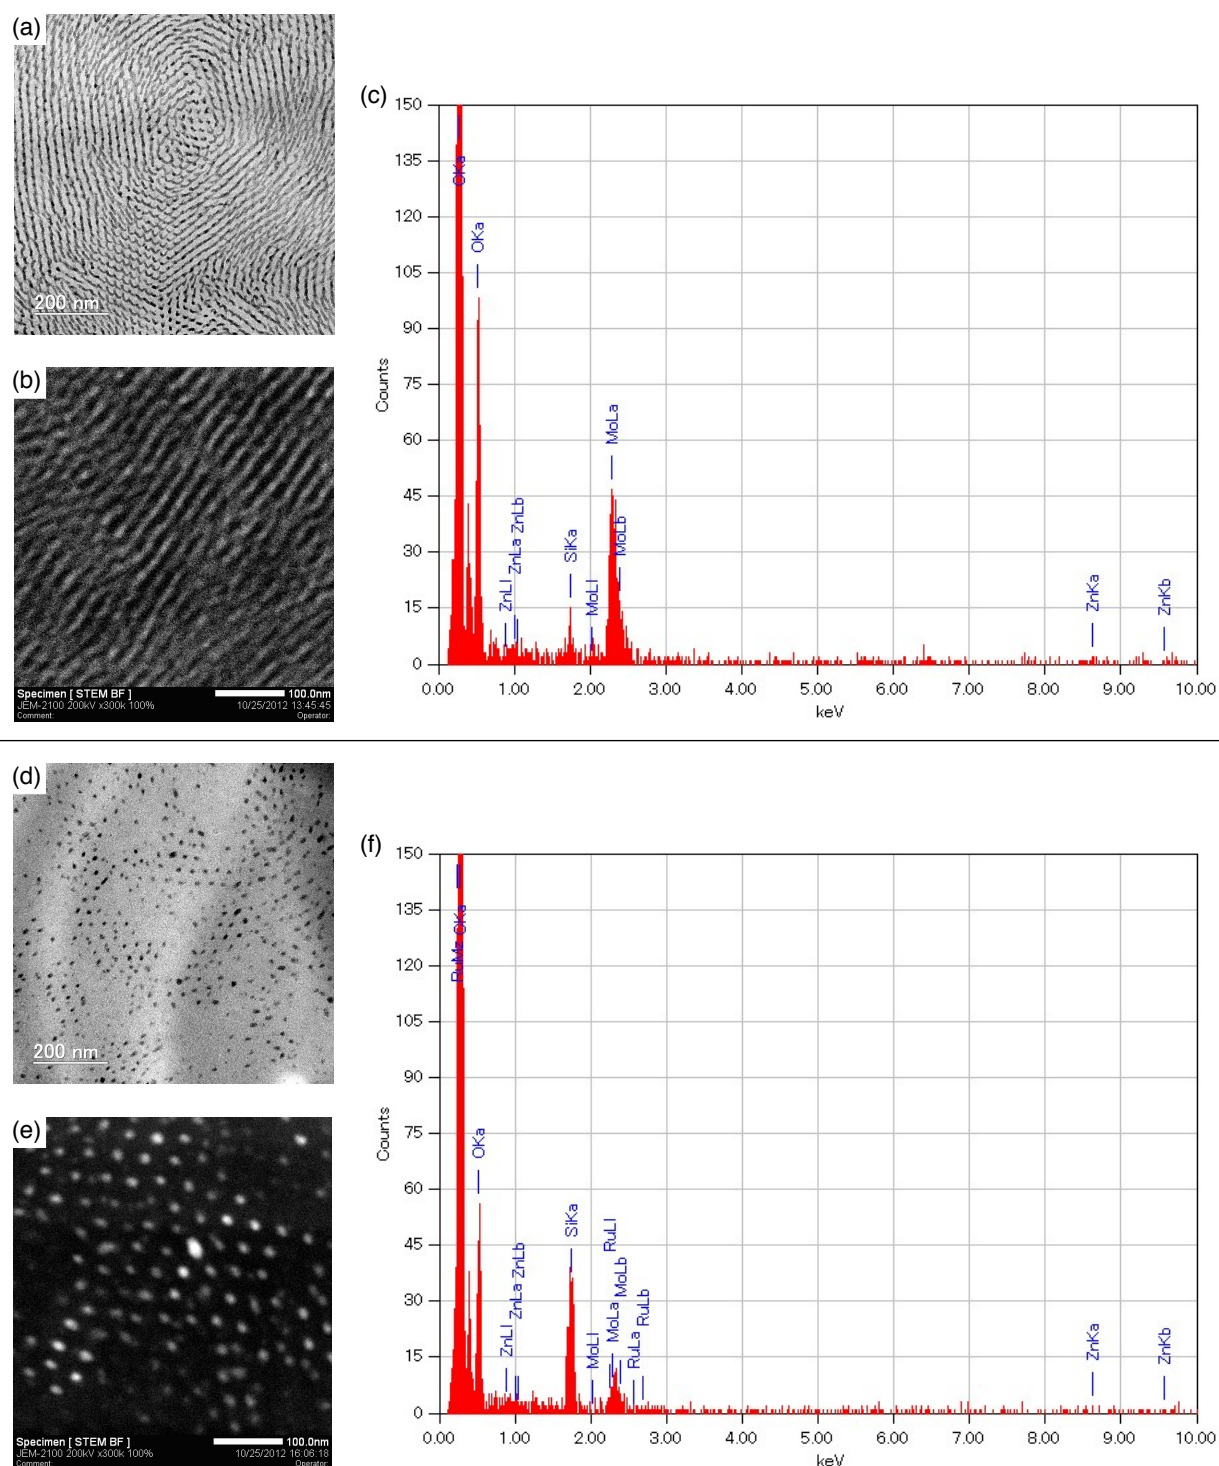 (a)
200 nm
(b)
Specimen [ STEM BF ] 100.0nm
JEM-2100 200kV x300k 100% 10/25/2012 13:45:45
Comment: Operator:
(c)
150
135
120
105
90
75
60
45
30
15
0
Counts
OKa
OKa
ZnLl
ZnLa
ZnLb
SiKa
MoLl
MoLa
MoLb
ZnKa
ZnKb
0.00 1.00 2.00 3.00 4.00 5.00 6.00 7.00 8.00 9.00 10.00
keV
(d)
200 nm
(e)
Specimen [ STEM BF ] 100.0nm
JEM-2100 200kV x300k 100% 10/25/2012 16:06:18
Comment: Operator:
(f)
150
135
120
105
90
75
60
45
30
15
0
Counts
RuMz
OKa
OKa
ZnLl
ZnLa
ZnLb
SiKa
MoLl
MoLa
RuLl
MoLb
RuLa
RuLb
ZnKa
ZnKb
0.00 1.00 2.00 3.00 4.00 5.00 6.00 7.00 8.00 9.00 10.00
keV